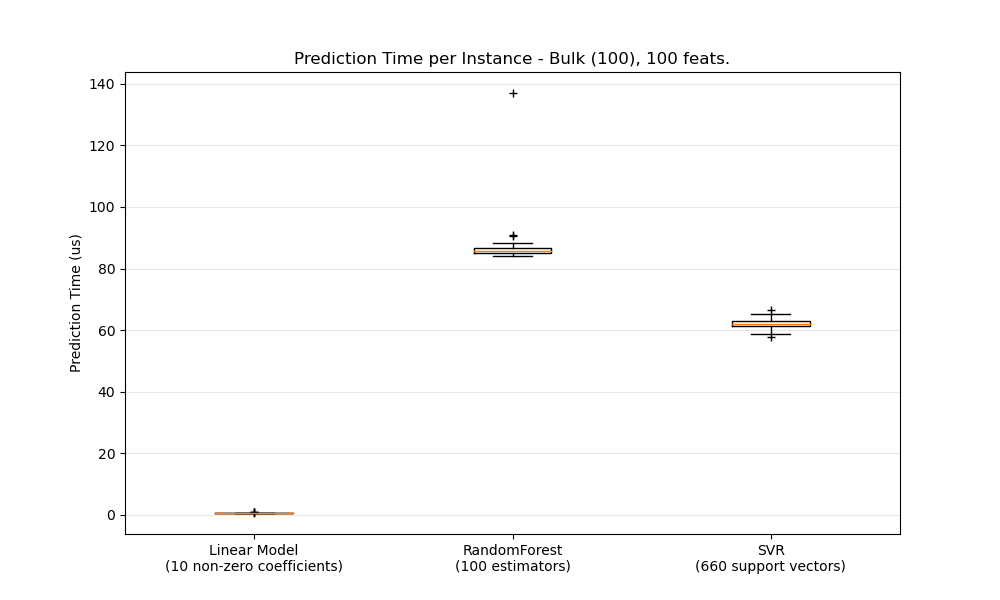 Prediction Time per Instance - Bulk (100), 100 feats.
140
120
100
80
60
40
20
0
Prediction Time (us)
Linear Model
(10 non-zero coefficients)
RandomForest
(100 estimators)
SVR
(660 support vectors)